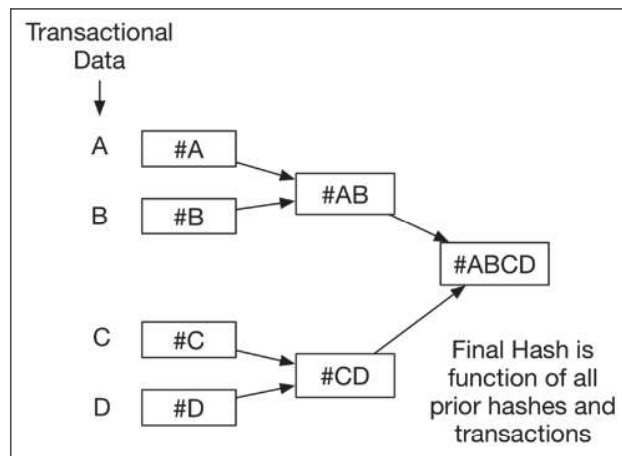 Transactional
Data
A
#A
#AB
B
#B
#ABCD
C
#C
#CD
D
#D
Final Hash is
function of all
prior hashes and
transactions